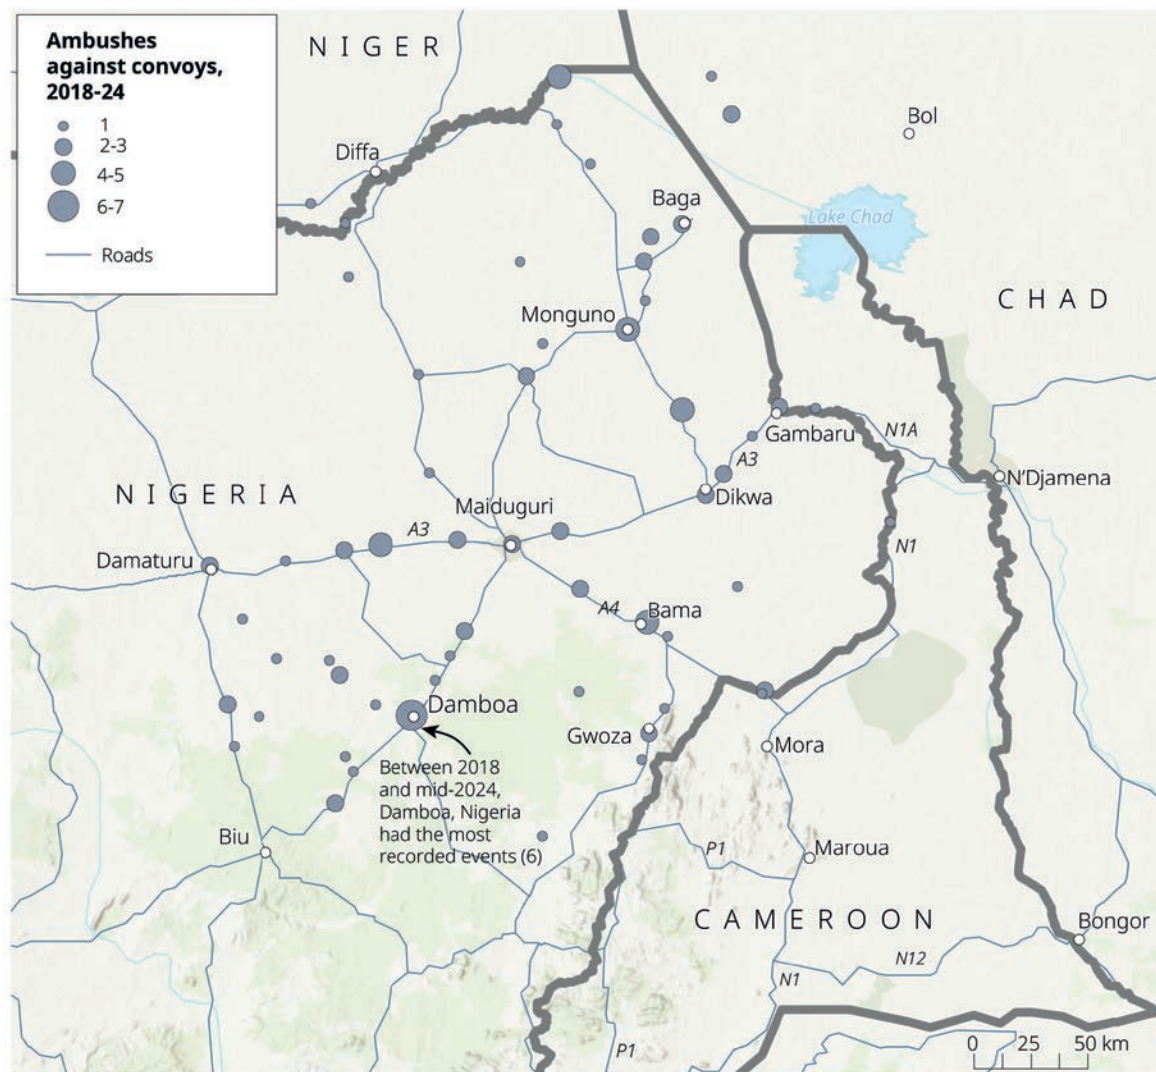 Ambushes
against convoys,
2018-24
1
2-3
4-5
6-7
Roads
NIGER
Bol
Diffa
Baga
Lake Chad
CHAD
Monguno
Gambaru
N1A
A3
N'Djamena
NIGERIA
Dikwa
Maiduguri
A3
N1
Damaturu
A4
Bama
Damboa
Gwoza
Mora
Between 2018
and mid-2024,
Damboa, Nigeria
had the most
recorded events (6)
Biu
P1
Maroua
CAMEROON
Bongor
N12
N1
P1
0 25 50 km